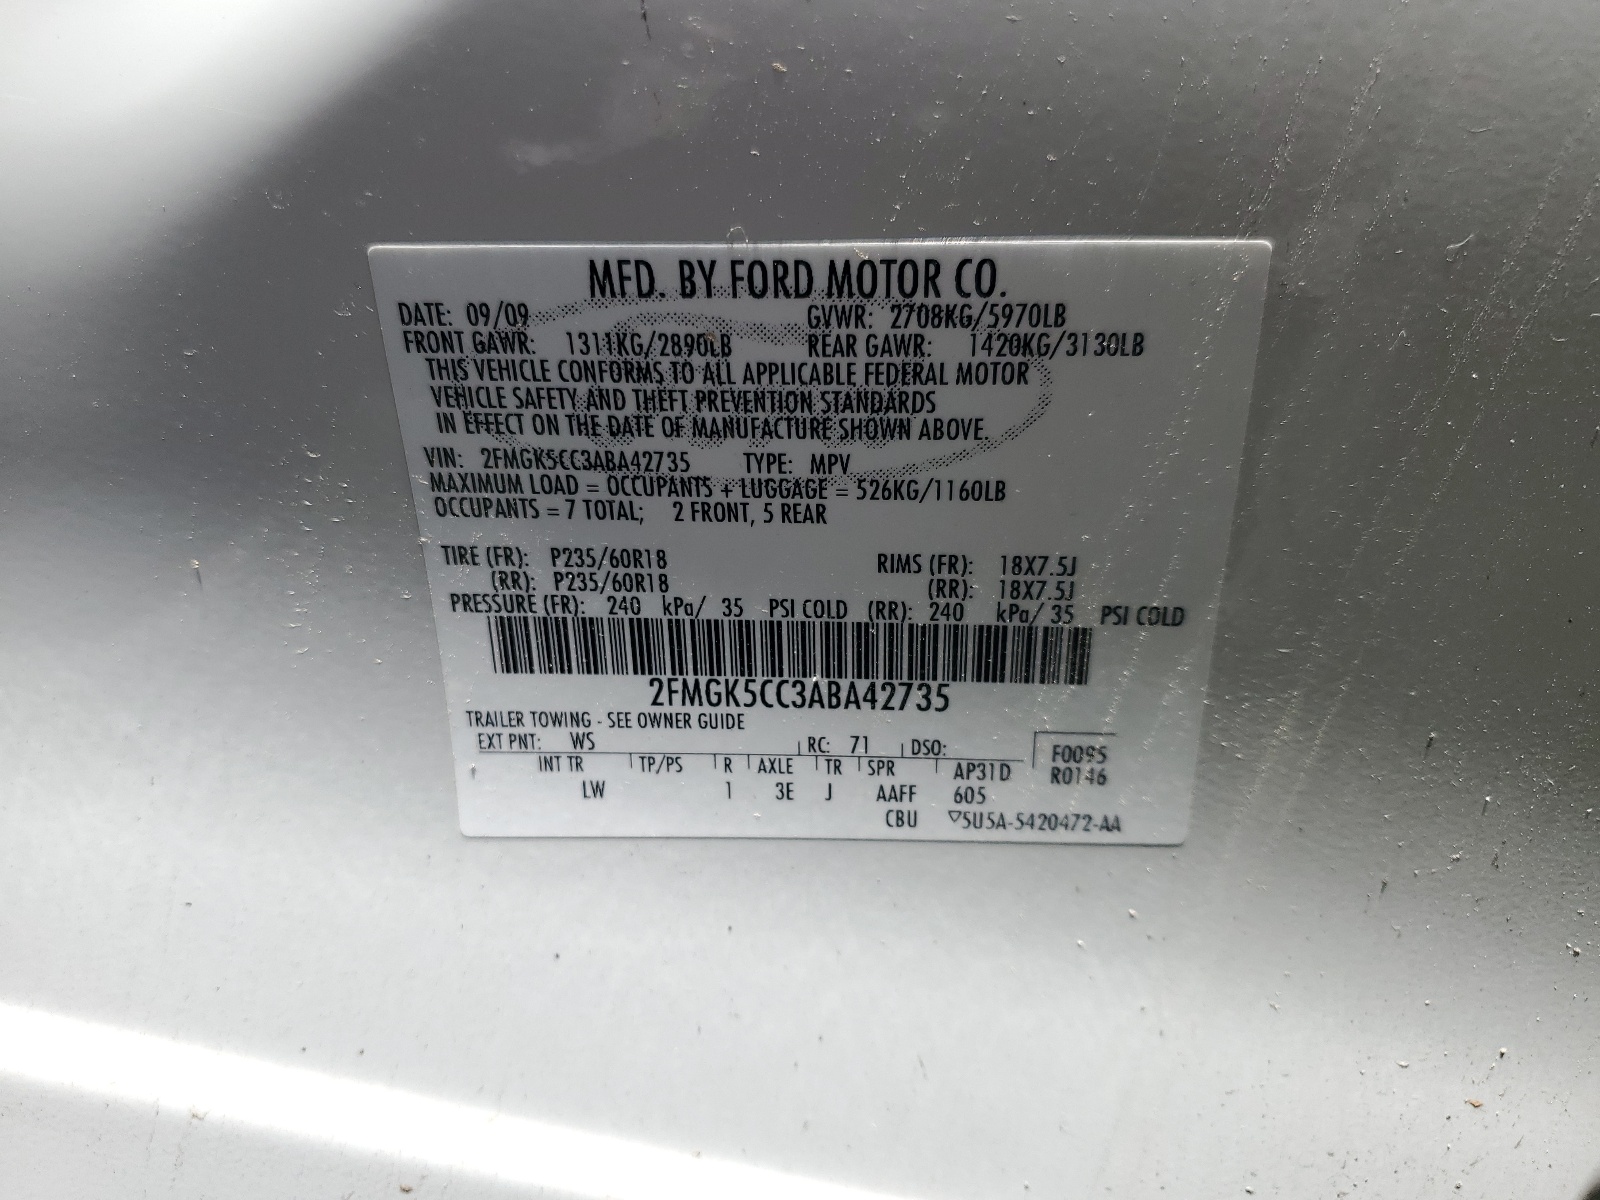 MFD. BY FORD MOTOR CO.
DATE: 09/09 GVWR: 2708KG/5970LB
FRONT GAWR: 1311KG/2890LB REAR GAWR: 1420KG/3130LB
THIS VEHICLE CONFORMS TO ALL APPLICABLE FEDERAL MOTOR
VEHICLE SAFETY AND THEFT PREVENTION STANDARDS
IN EFFECT ON THE DATE OF MANUFACTURE SHOWN ABOVE.
VIN: 2FMGK5CC3ABA42735 TYPE: MPV
MAXIMUM LOAD = OCCUPANTS + LUGGAGE = 526KG/1160LB
OCCUPANTS = 7 TOTAL; 2 FRONT, 5 REAR
TIRE (FR): P235/60R18 RIMS (FR): 18X7.5J
(RR): P235/60R18 (RR): 18X7.5J
PRESSURE (FR): 240 kPa/ 35 PSI COLD (RR): 240 kPa/ 35 PSI COLD
2FMGK5CC3ABA42735
TRAILER TOWING - SEE OWNER GUIDE
EXT PNT: WS RC: 71 DSO: F0095
INT TR TP/PS R AXLE TR SPR AP31D R0146
LW 1 3E J AAFF 605
CBU ▽5U5A-5420472-AA